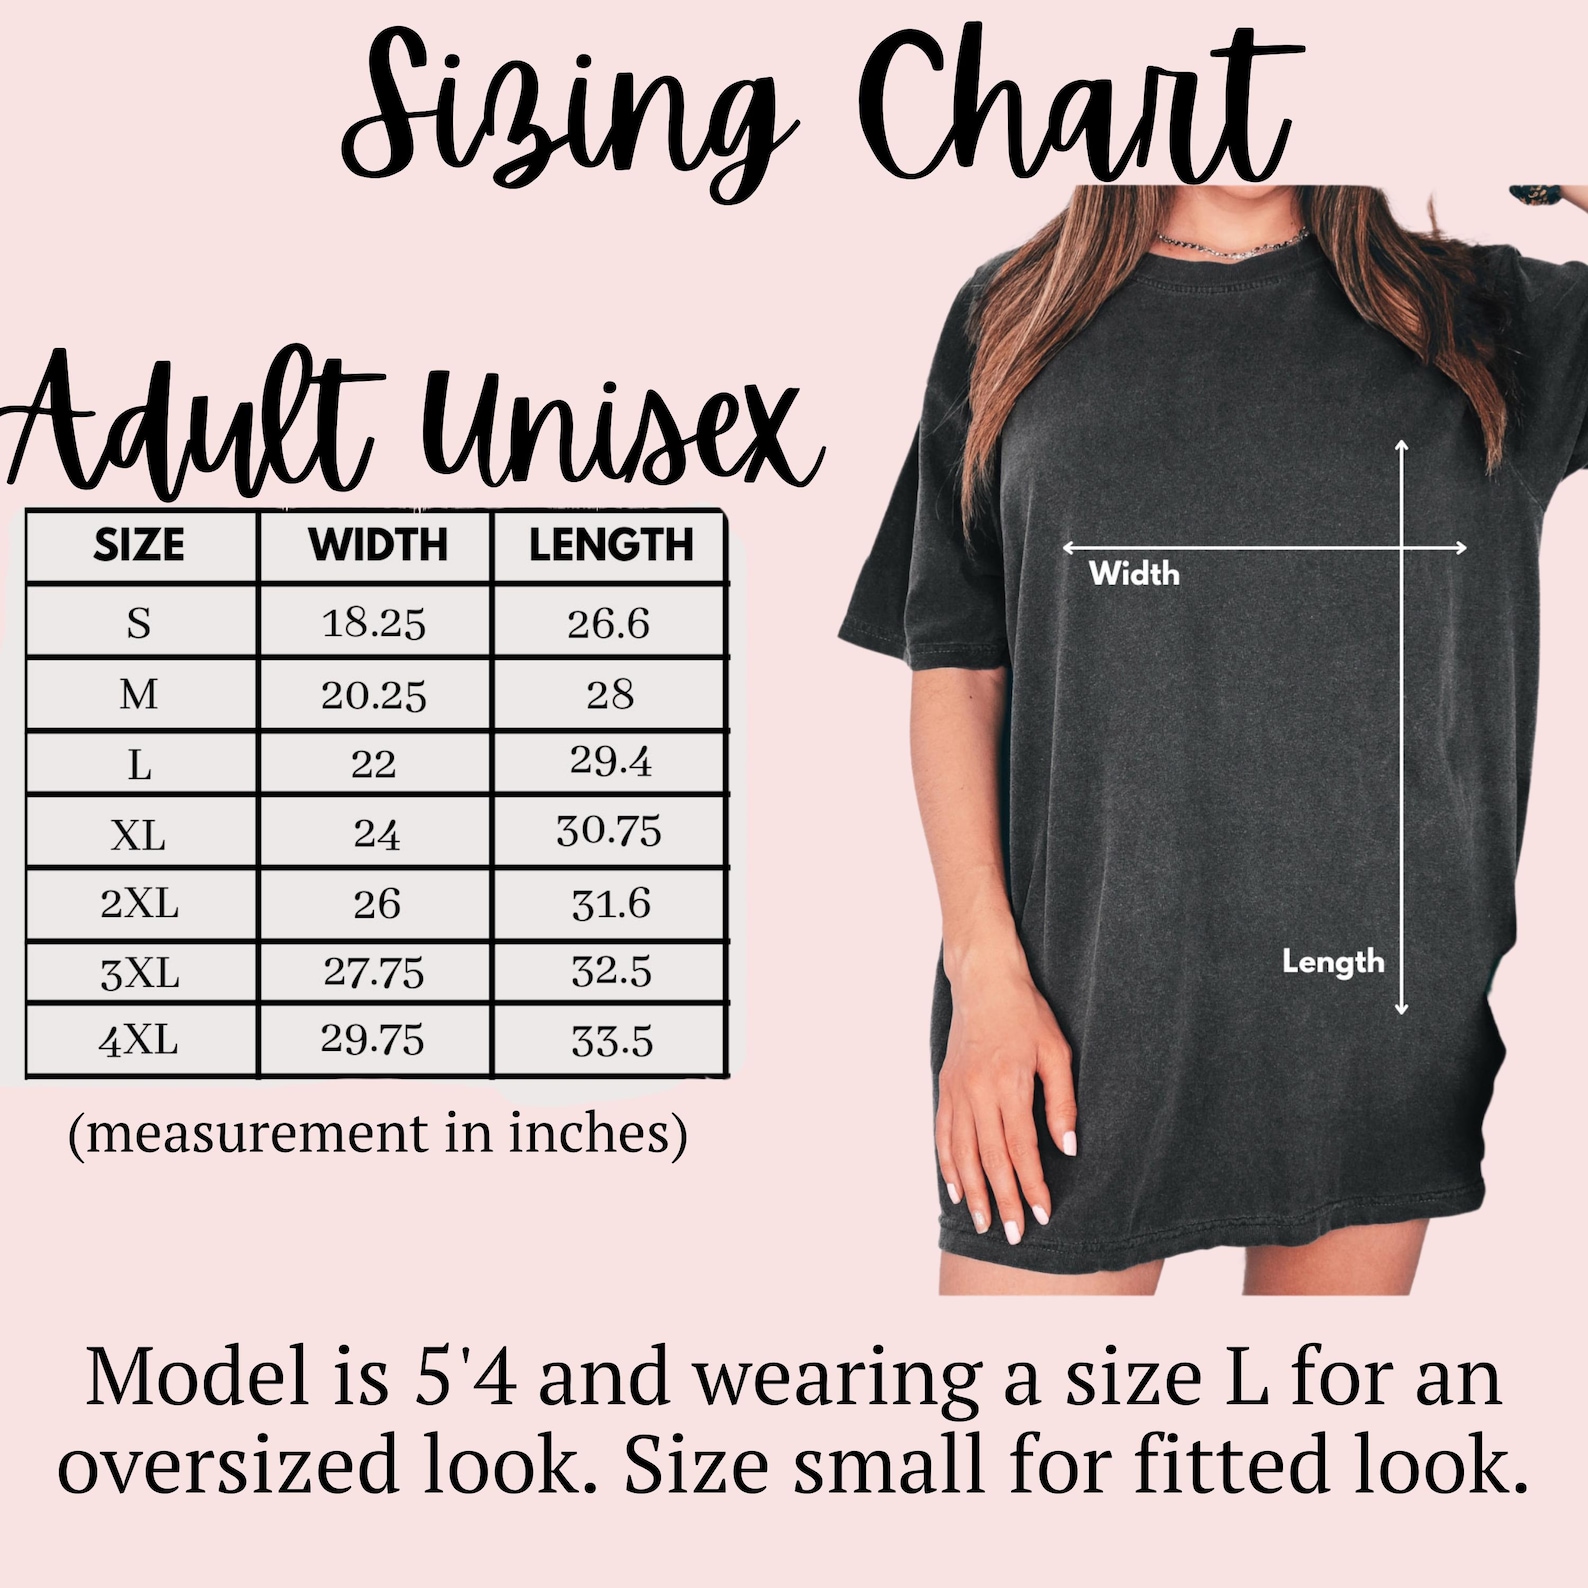 Sizing Chart
Adult Unisex
SIZE WIDTH LENGTH
S 18.25 26.6
M 20.25 28
L 22 29.4
XL 24 30.75
2XL 26 31.6
3XL 27.75 32.5
4XL 29.75 33.5
(measurement in inches)
Width
Length
Model is 5'4 and wearing a size L for an
oversized look. Size small for fitted look.